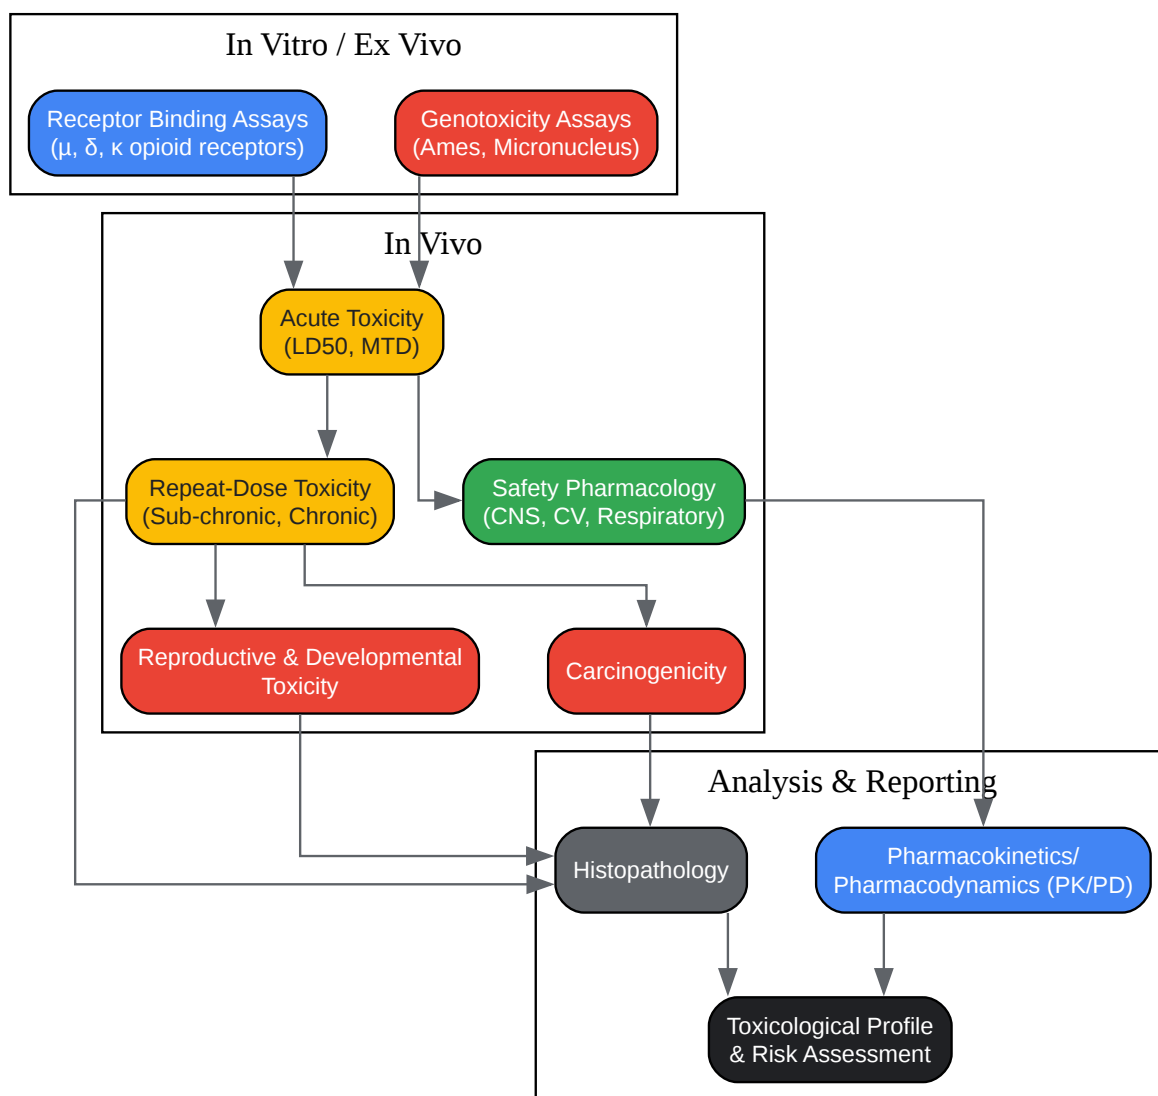 In Vitro / Ex Vivo
Receptor Binding Assays
(μ, δ, κ opioid receptors)
Genotoxicity Assays
(Ames, Micronucleus)
In Vivo
Acute Toxicity
(LD50, MTD)
Repeat-Dose Toxicity
(Sub-chronic, Chronic)
Safety Pharmacology
(CNS, CV, Respiratory)
Reproductive & Developmental
Toxicity
Carcinogenicity
Analysis & Reporting
Histopathology
Pharmacokinetics/
Pharmacodynamics (PK/PD)
Toxicological Profile
& Risk Assessment